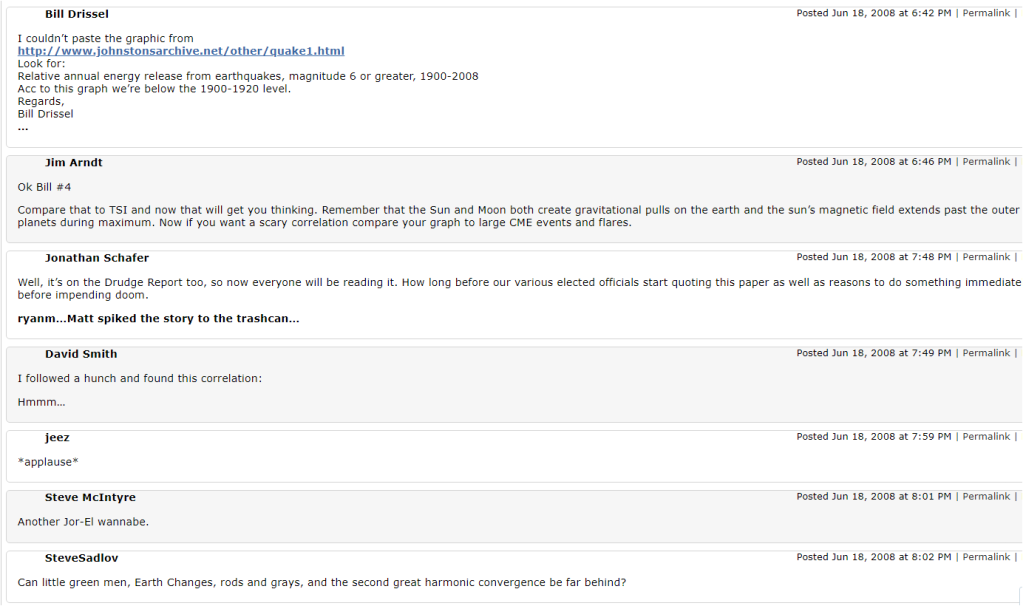 Bill Drissel
Posted Jun 18, 2008 at 6:42 PM | Permalink |
I couldn’t paste the graphic from
http://www.johnstonsarchive.net/other/quake1.html
Look for:
Relative annual energy release from earthquakes, magnitude 6 or greater, 1900-2008
Acc to this graph we’re below the 1900-1920 level.
Regards,
Bill Drissel
...
Jim Arndt
Posted Jun 18, 2008 at 6:46 PM | Permalink |
Ok Bill #4
Compare that to TSI and now that will get you thinking. Remember that the Sun and Moon both create gravitational pulls on the earth and the sun’s magnetic field extends past the outer
planets during maximum. Now if you want a scary correlation compare your graph to large CME events and flares.
Jonathan Schafer
Posted Jun 18, 2008 at 7:48 PM | Permalink |
Well, it’s on the Drudge Report too, so now everyone will be reading it. How long before our various elected officials start quoting this paper as well as reasons to do something immediate
before impending doom.
ryanm...Matt spiked the story to the trashcan...
David Smith
Posted Jun 18, 2008 at 7:49 PM | Permalink |
I followed a hunch and found this correlation:
Hmmm...
jeez
Posted Jun 18, 2008 at 7:59 PM | Permalink |
*applause*
Steve McIntyre
Posted Jun 18, 2008 at 8:01 PM | Permalink |
Another Jor-El wannabe.
SteveSadlov
Posted Jun 18, 2008 at 8:02 PM | Permalink |
Can little green men, Earth Changes, rods and grays, and the second great harmonic convergence be far behind?